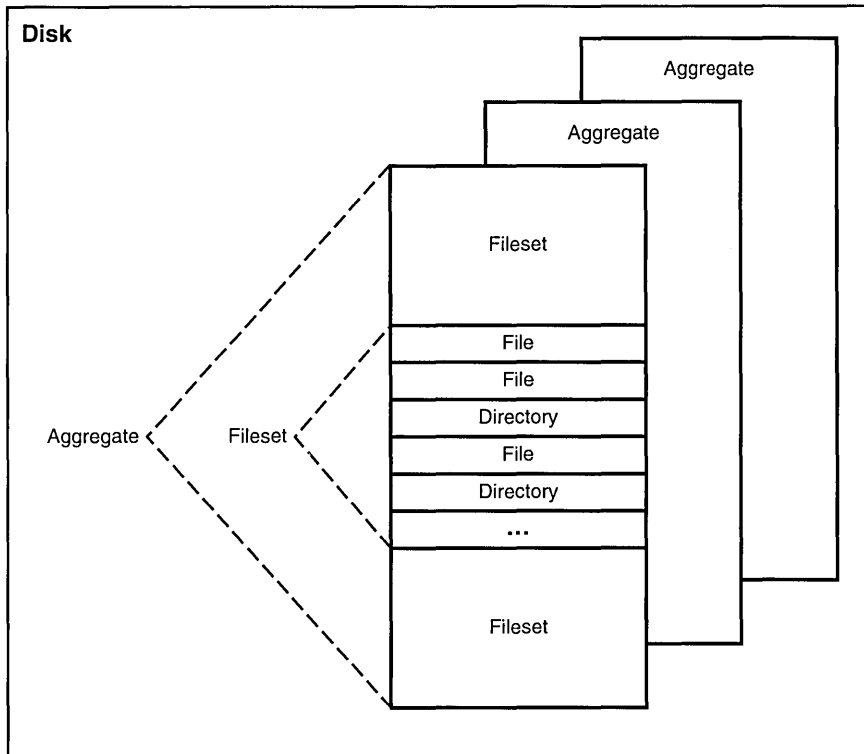 Disk
Aggregate
Aggregate
Fileset
File
File
Directory
Aggregate
Fileset
File
Directory
...
Fileset